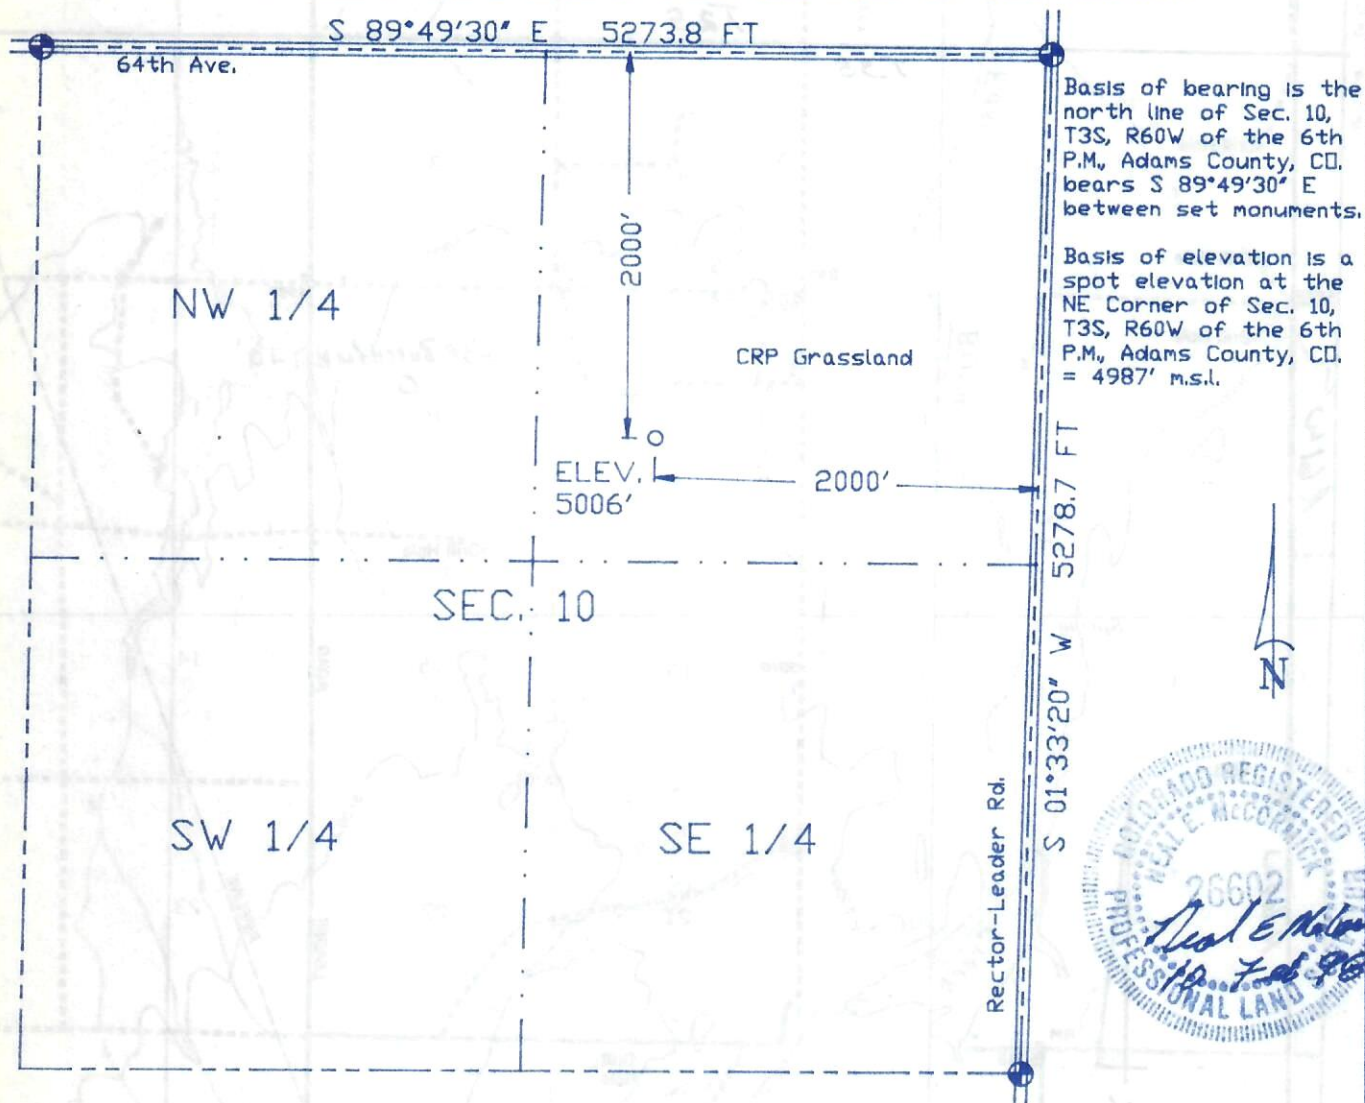 S 89°49'30" E 5273.8 FT
64th Ave.
Basis of bearing is the
north line of Sec. 10,
T3S, R60W of the 6th
P.M., Adams County, CO.
bears S 89°49'30" E
between set monuments.
Basis of elevation is a
spot elevation at the
NE Corner of Sec. 10,
T3S, R60W of the 6th
P.M., Adams County, CO.
= 4987' m.s.l.
2000'
NW 1/4
CRP Grassland
ELEV.
5006'
2000'
S 01°33'20" W 5278.7 FT
SEC. 10
N
SW 1/4
SE 1/4
Rector-Leader Rd.
COLORADO REGISTERED
NEAL E. McCORMICK
26602
PROFESSIONAL LAND
Neal E